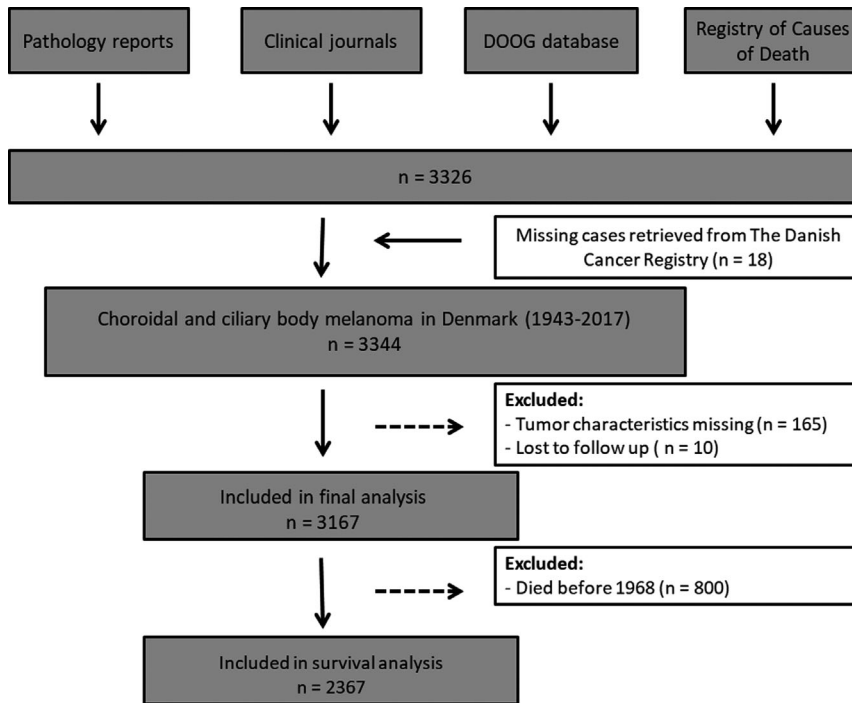 Pathology reports
Clinical journals
DOOG database
Registry of Causes
of Death
n = 3326
Missing cases retrieved from The Danish
Cancer Registry (n = 18)
Choroidal and ciliary body melanoma in Denmark (1943-2017)
n = 3344
Excluded:
- Tumor characteristics missing (n = 165)
- Lost to follow up ( n = 10)
Included in final analysis
n = 3167
Excluded:
- Died before 1968 (n = 800)
Included in survival analysis
n = 2367